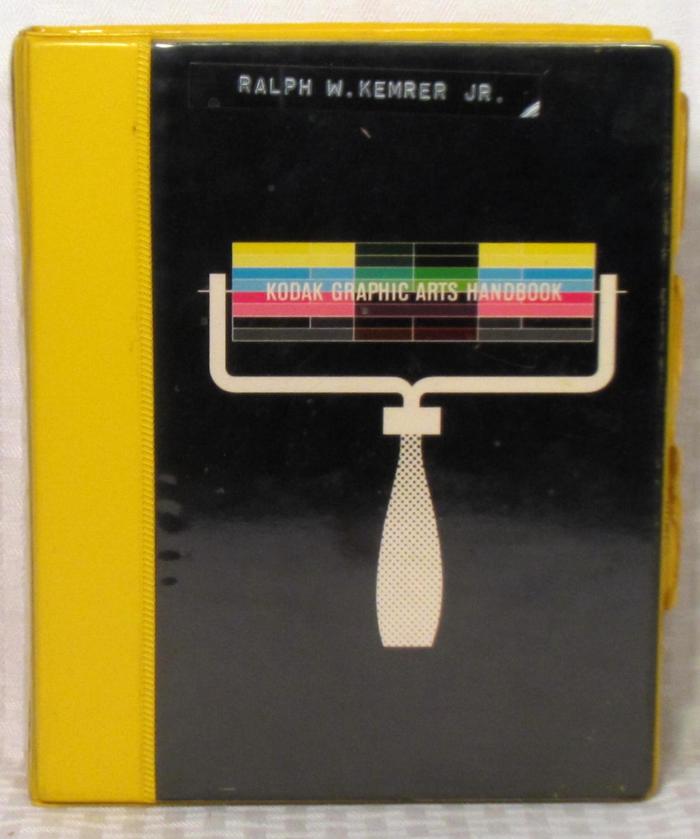 RALPH W. KEMRER JR.
KODAK GRAPHIC ARTS HANDBOOK